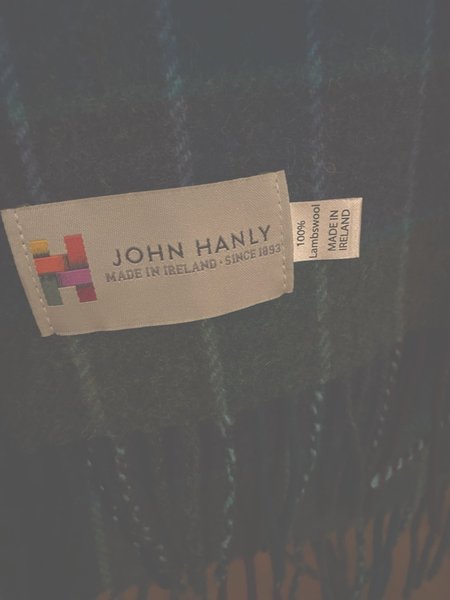 JOHN HANLY
MADE IN IRELAND · SINCE 1893
100%
Lambswool
MADE IN
IRELAND